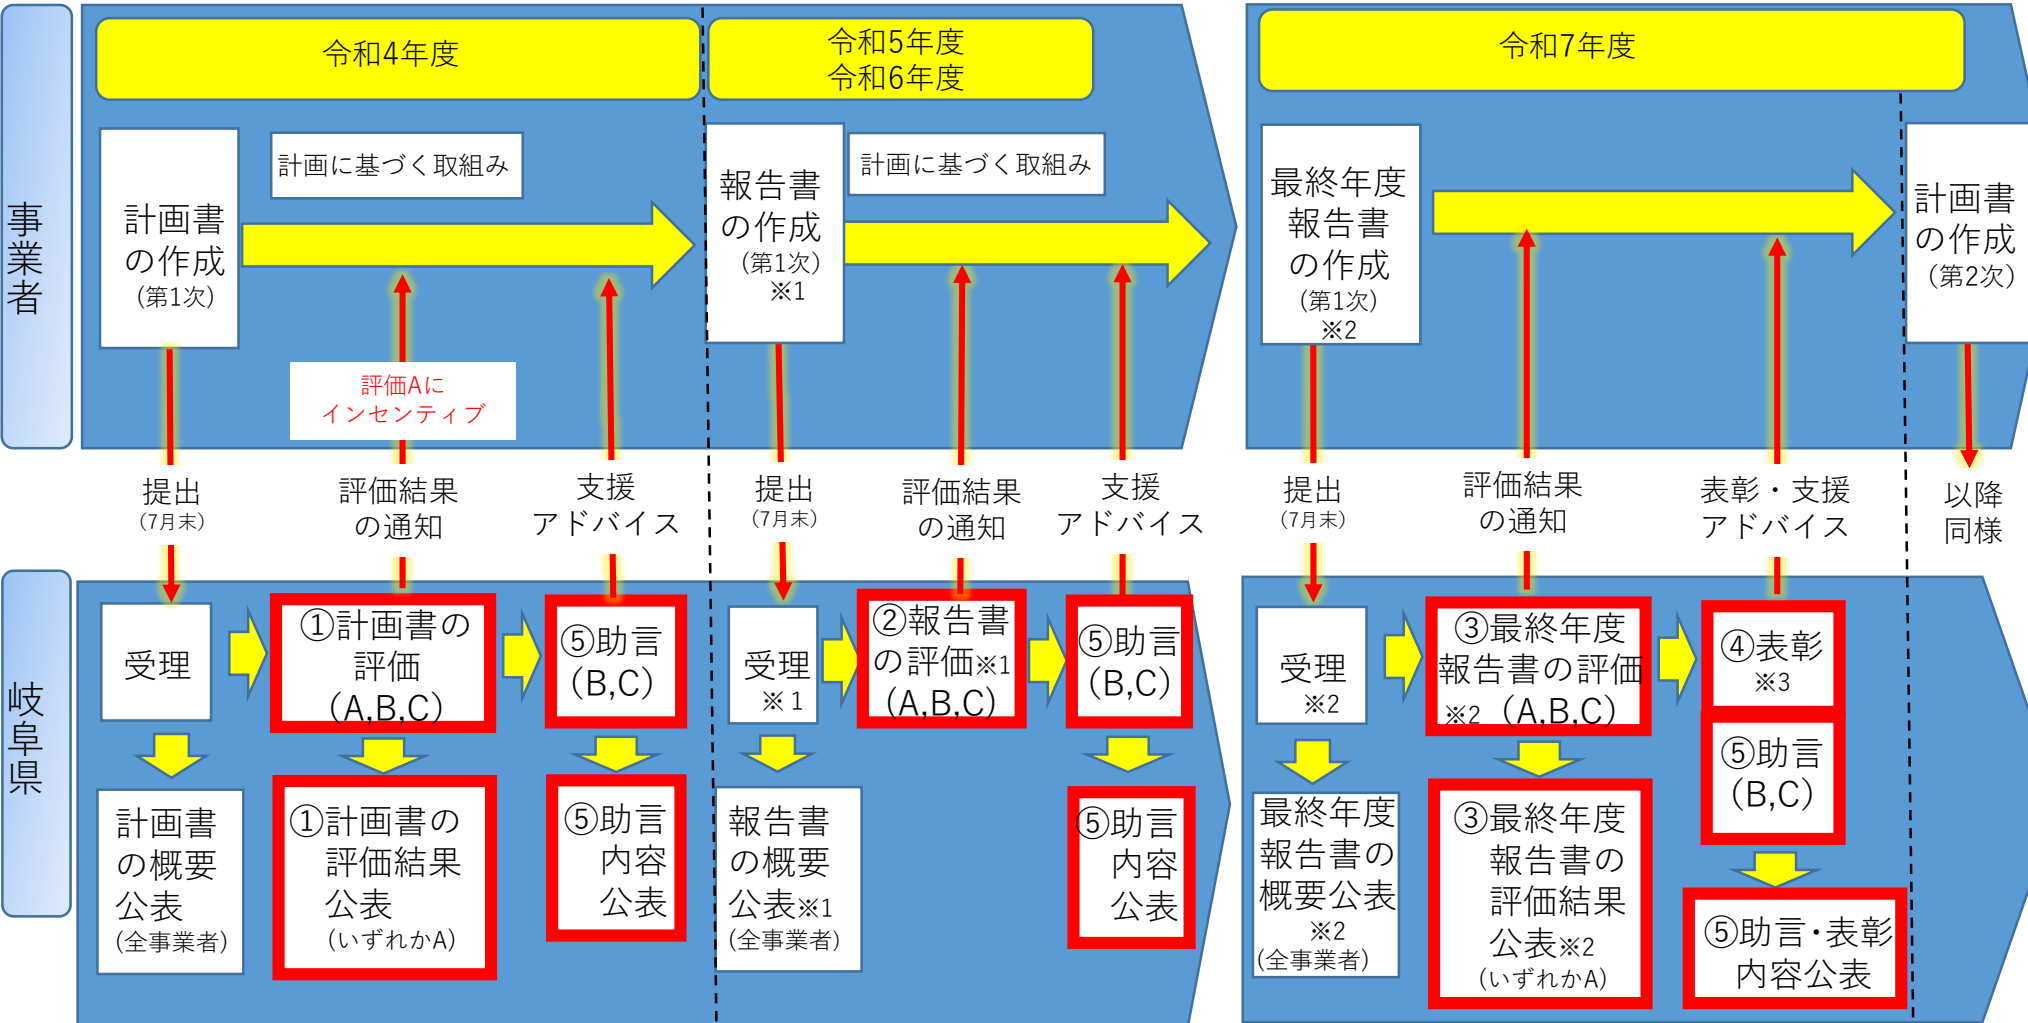 事業者
令和4年度
令和5年度
令和6年度
令和7年度
計画書
の作成
(第1次)
計画に基づく取組み
報告書
の作成
(第1次)
※1
計画に基づく取組み
最終年度
報告書
の作成
(第1次)
※2
計画書
の作成
(第2次)
評価Aに
インセンティブ
提出
(7月末)
評価結果
の通知
支援
アドバイス
提出
(7月末)
評価結果
の通知
支援
アドバイス
提出
(7月末)
評価結果
の通知
表彰・支援
アドバイス
以降
同様
岐阜県
受理
①計画書の
評価
(A,B,C)
⑤助言
(B,C)
受理
※1
②報告書
の評価※1
(A,B,C)
⑤助言
(B,C)
受理
※2
③最終年度
報告書の評価
※2 (A,B,C)
④表彰
※3
⑤助言
(B,C)
計画書
の概要
公表
(全事業者)
①計画書の
評価結果
公表
(いずれかA)
⑤助言
内容
公表
報告書
の概要
公表※1
(全事業者)
⑤助言
内容
公表
最終年度
報告書の
概要公表
※2
(全事業者)
③最終年度
報告書の
評価結果
公表※2
(いずれかA)
⑤助言・表彰
内容公表